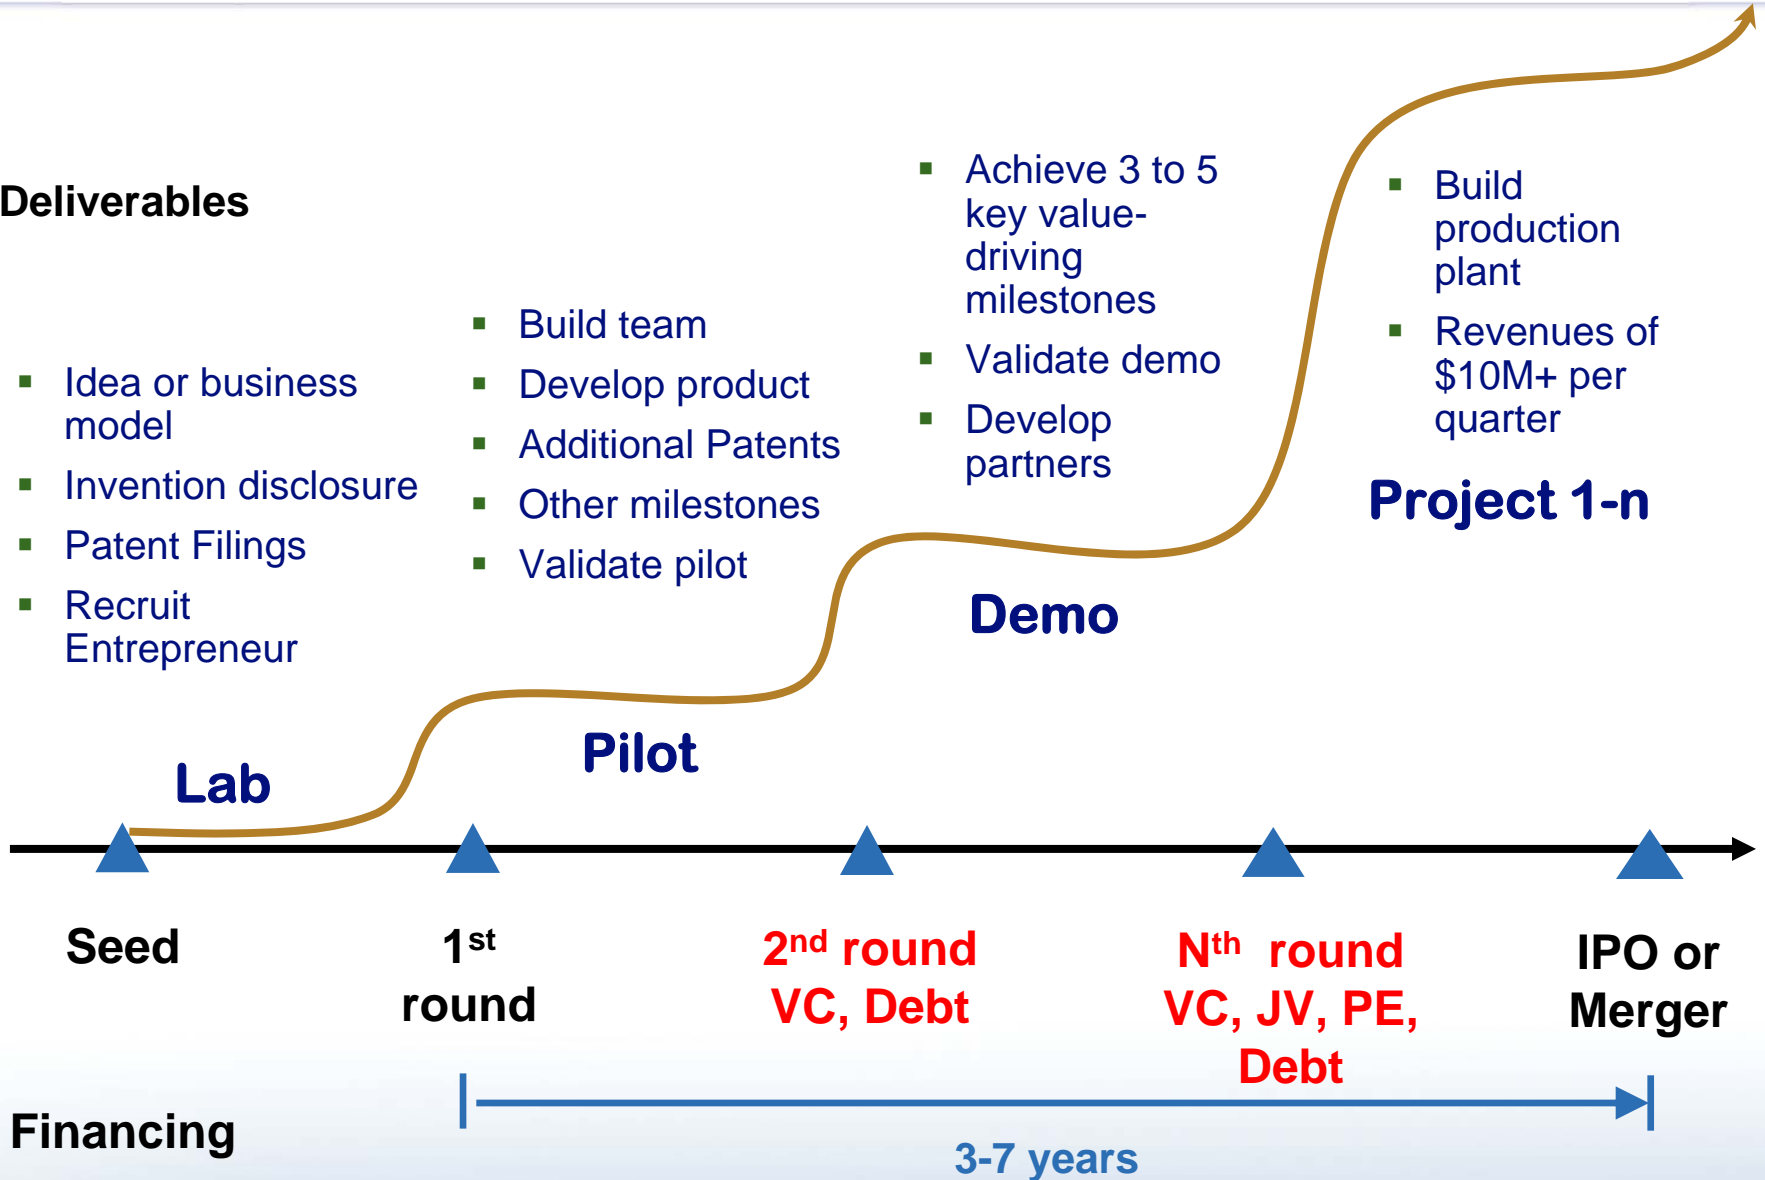 Deliverables
▪ Idea or business
model
▪ Invention disclosure
▪ Patent Filings
▪ Recruit
Entrepreneur
▪ Build team
▪ Develop product
▪ Additional Patents
▪ Other milestones
▪ Validate pilot
▪ Achieve 3 to 5
key value-
driving
milestones
▪ Validate demo
▪ Develop
partners
▪ Build
production
plant
▪ Revenues of
$10M+ per
quarter
Lab
Pilot
Demo
Project 1-n
Seed
1st
round
2nd round
VC, Debt
Nth round
VC, JV, PE,
Debt
IPO or
Merger
Financing
3-7 years